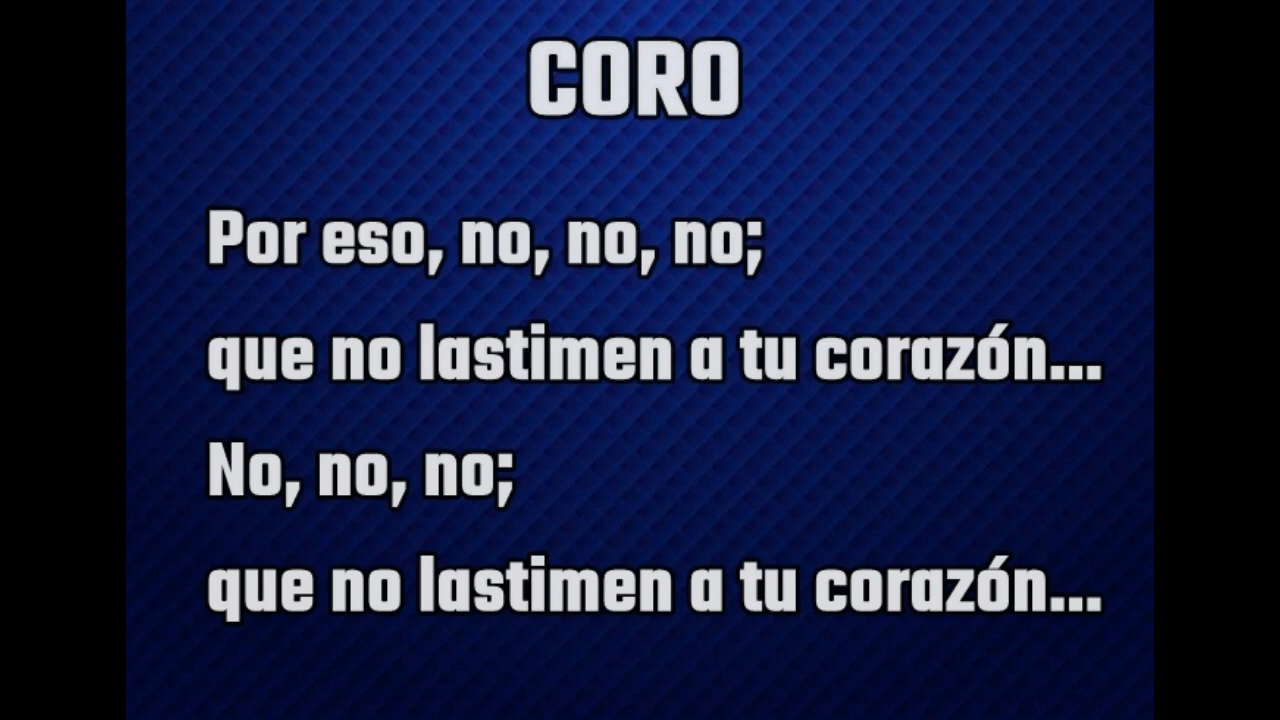 CORO
Por eso, no, no, no;
que no lastimen a tu corazón...
No, no, no;
que no lastimen a tu corazón...